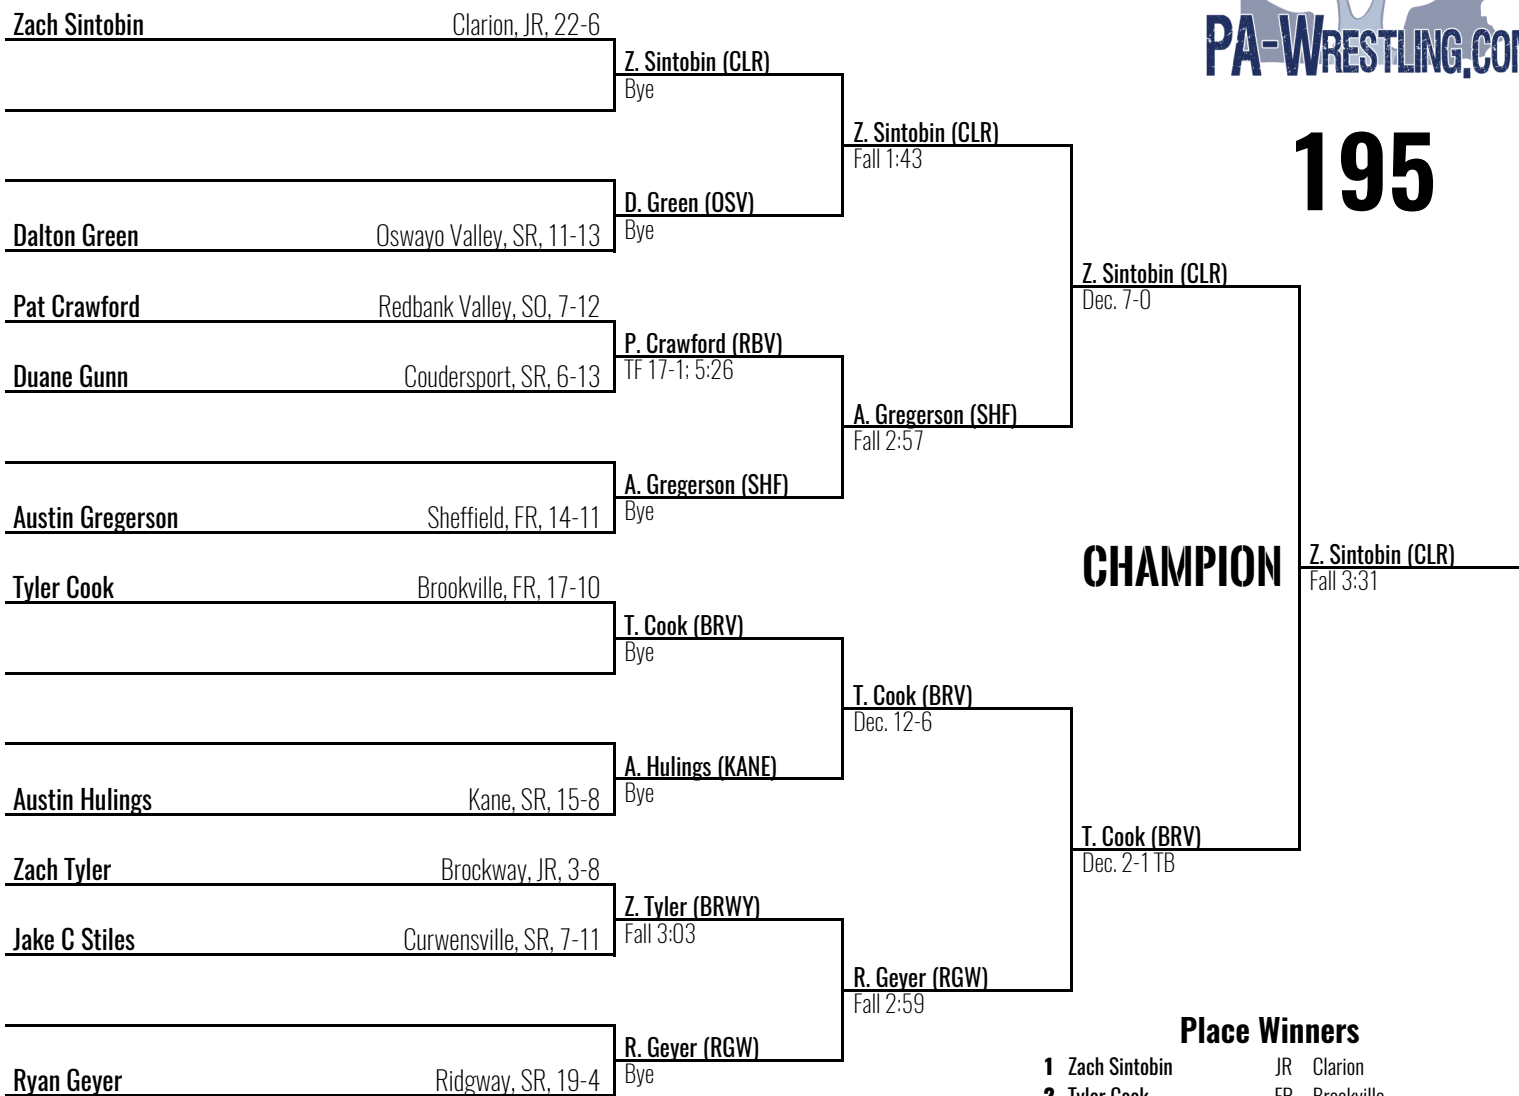 Zach Sintobin Clarion, JR, 22-6
Z. Sintobin (CLR)
Bye
Dalton Green Oswayo Valley, SR, 11-13
D. Green (OSV)
Bye
Z. Sintobin (CLR)
Fall 1:43
Pat Crawford Redbank Valley, SO, 7-12
Duane Gunn Coudersport, SR, 6-13
P. Crawford (RBV)
TF 17-1; 5:26
Austin Gregerson Sheffield, FR, 14-11
A. Gregerson (SHF)
Bye
A. Gregerson (SHF)
Fall 2:57
Z. Sintobin (CLR)
Dec. 7-0
Tyler Cook Brookville, FR, 17-10
T. Cook (BRV)
Bye
Austin Hulings Kane, SR, 15-8
A. Hulings (KANE)
Bye
T. Cook (BRV)
Dec. 12-6
Zach Tyler Brockway, JR, 3-8
Jake C Stiles Curwensville, SR, 7-11
Z. Tyler (BRWY)
Fall 3:03
Ryan Geyer Ridgway, SR, 19-4
R. Geyer (RGW)
Bye
R. Geyer (RGW)
Fall 2:59
T. Cook (BRV)
Dec. 2-1 TB
CHAMPION
Z. Sintobin (CLR)
Fall 3:31
PA-WRESTLING.CO
195
Place Winners
1 Zach Sintobin JR Clarion
2 Tyler Cook FR Brookville